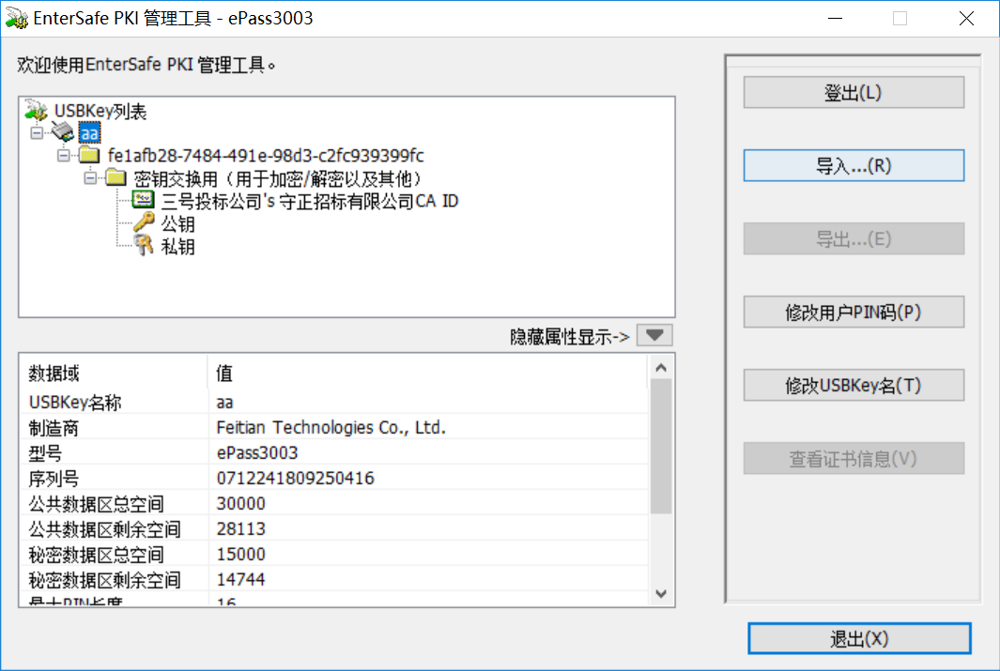 EnterSafe PKI 管理工具 - ePass3003
欢迎使用EnterSafe PKI 管理工具。
USBKey列表
aa
fe1afb28-7484-491e-98d3-c2fc939399fc
密钥交换用（用于加密/解密以及其他）
三号投标公司's 守正招标有限公司CA ID
公钥
私钥
隐藏属性显示->
数据域 值
USBKey名称 aa
制造商 Feitian Technologies Co., Ltd.
型号 ePass3003
序列号 0712241809250416
公共数据区总空间 30000
公共数据区剩余空间 28113
秘密数据区总空间 15000
秘密数据区剩余空间 14744
最大PIN长度 16
登出(L)
导入...(R)
导出...(E)
修改用户PIN码(P)
修改USBKey名(T)
查看证书信息(V)
退出(X)